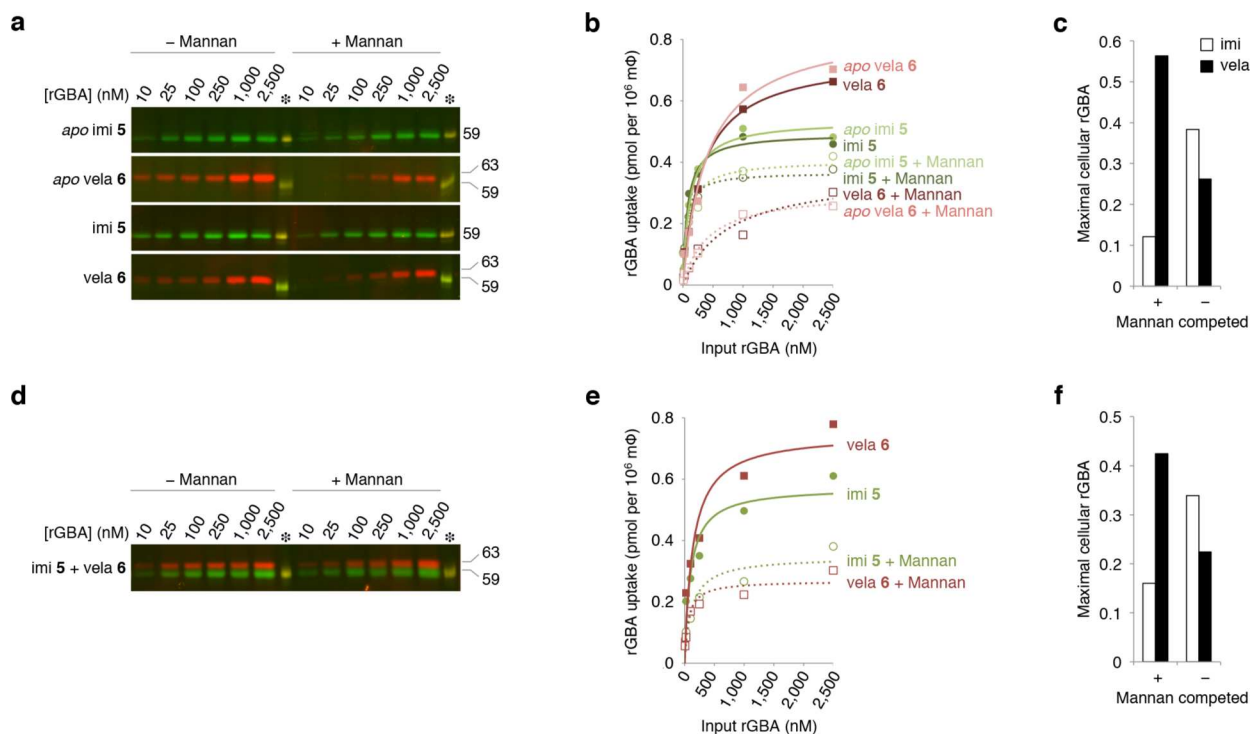 a
– Mannan + Mannan
[rGBA] (nM) 10 25 100 250 1,000 2,500 * 10 25 100 250 1,000 2,500 *
apo imi 5 59
apo vela 6 63
59
imi 5 59
vela 6 63
59
b
rGBA uptake (pmol per 10⁶ mΦ)
0.8
0.6
0.4
0.2
0
0 500 1,000 1,500 2,000 2,500
Input rGBA (nM)
apo vela 6
vela 6
apo imi 5
imi 5
apo imi 5 + Mannan
imi 5 + Mannan
vela 6 + Mannan
apo vela 6 + Mannan
c
Maximal cellular rGBA
0.6
0.5
0.4
0.3
0.2
0.1
0
imi
vela
+ –
Mannan competed
d
– Mannan + Mannan
[rGBA] (nM) 10 25 100 250 1,000 2,500 * 10 25 100 250 1,000 2,500 *
imi 5 + vela 6 63
59
e
rGBA uptake (pmol per 10⁶ mΦ)
0.8
0.6
0.4
0.2
0
0 500 1,000 1,500 2,000 2,500
Input rGBA (nM)
vela 6
imi 5
imi 5 + Mannan
vela 6 + Mannan
f
Maximal cellular rGBA
0.5
0.4
0.3
0.2
0.1
0
+ –
Mannan competed